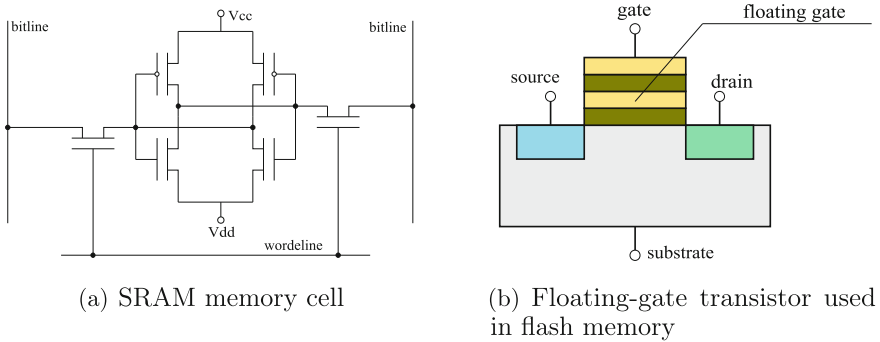 bitline
Vcc
bitline
Vdd
wordeline
(a) SRAM memory cell
gate
floating gate
source
drain
substrate
(b) Floating-gate transistor used
in flash memory